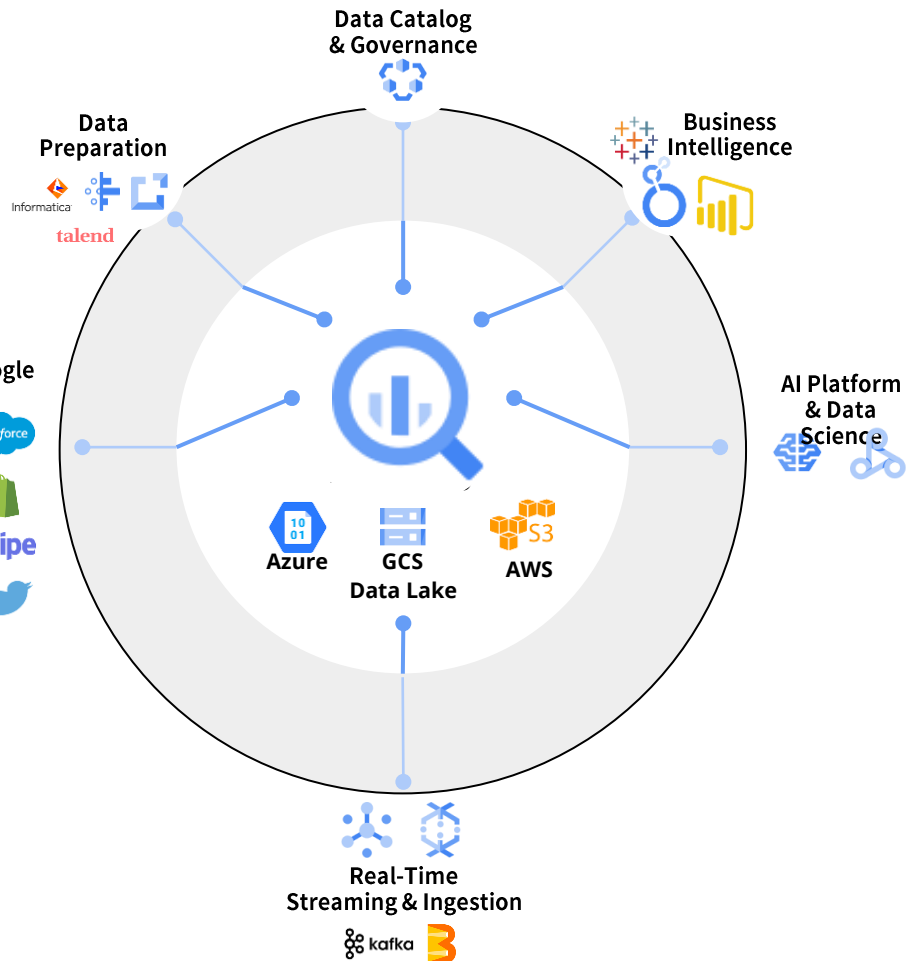 Data Catalog
& Governance
Data
Preparation
Informatica
talend
Business
Intelligence
ogle
force
ipe
AI Platform
& Data
Science
10
01
Azure
GCS
Data Lake
S3
AWS
Real-Time
Streaming & Ingestion
kafka